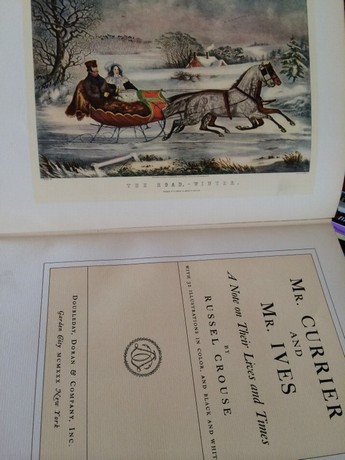 THE ROAD,-WINTER.
MR. CURRIER
AND
MR. IVES
A Note on Their Lives and Times
BY
RUSSEL CROUSE
WITH 32 ILLUSTRATIONS IN COLOR, AND BLACK AND WHIT
DOUBLEDAY, DORAN & COMPANY, INC.
Garden City MCMXXX New York